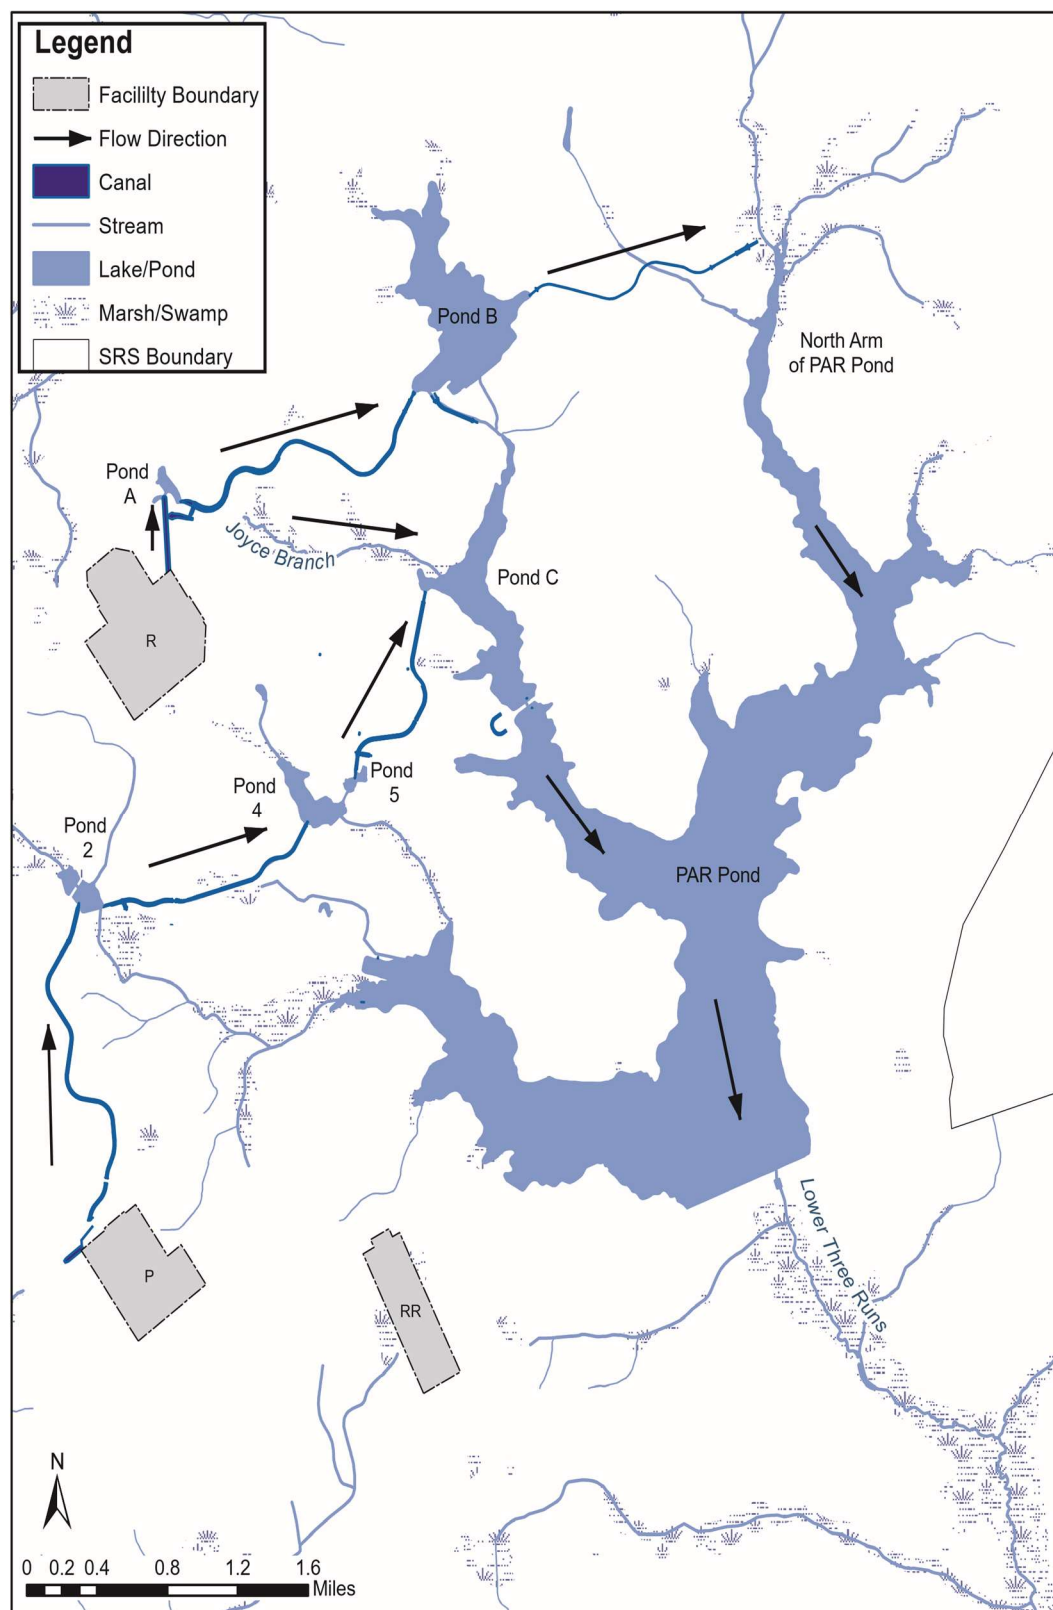 Legend
Facililty Boundary
Flow Direction
Canal
Stream
Lake/Pond
Marsh/Swamp
SRS Boundary
Pond B
North Arm
of PAR Pond
Pond
A
Joyce Branch
Pond C
R
Pond
4
Pond
5
Pond
2
PAR Pond
Lower Three Runs
P
RR
N
0 0.2 0.4 0.8 1.2 1.6
Miles